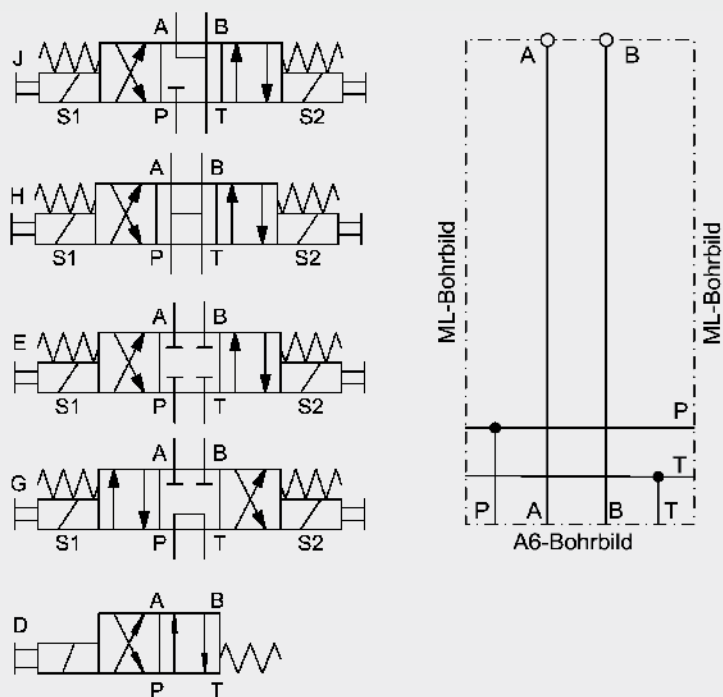 A B
J
S1 P T S2
A B
H
S1 P T S2
A B
E
S1 P T S2
A B
G
S1 P T S2
A B
D
P T
A B
ML-Bohrbild
ML-Bohrbild
P
T
P A B T
A6-Bohrbild